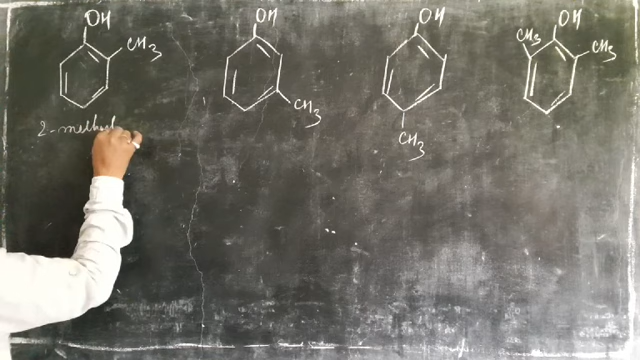 OH OH OH OH
CH3 CH3 CH3
CH3
CH3
2-methyl